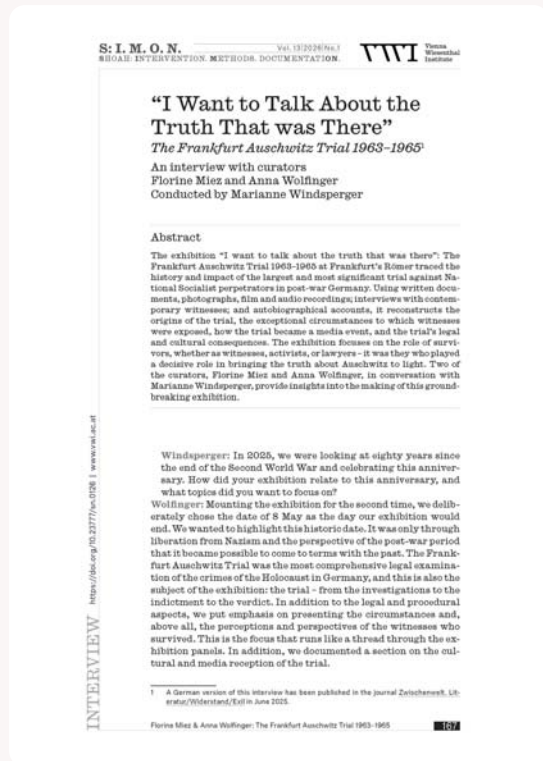 S: I. M. O. N.
Vol. 13|2026|No.1
SHOAH: INTERVENTION. METHODS. DOCUMENTATION.
VWI
Vienna
Wiesenthal
Institute
“I Want to Talk About the
Truth That was There”
The Frankfurt Auschwitz Trial 1963–1965¹
An interview with curators
Florine Miez and Anna Wolfinger
Conducted by Marianne Windsperger
Abstract
The exhibition “I want to talk about the truth that was there”: The
Frankfurt Auschwitz Trial 1963–1965 at Frankfurt’s Römer traced the
history and impact of the largest and most significant trial against Na-
tional Socialist perpetrators in post-war Germany. Using written docu-
ments, photographs, film and audio recordings; interviews with contem-
porary witnesses; and autobiographical accounts, it reconstructs the
origins of the trial, the exceptional circumstances to which witnesses
were exposed, how the trial became a media event, and the trial’s legal
and cultural consequences. The exhibition focuses on the role of survi-
vors, whether as witnesses, activists, or lawyers – it was they who played
a decisive role in bringing the truth about Auschwitz to light. Two of
the curators, Florine Miez and Anna Wolfinger, in conversation with
Marianne Windsperger, provide insights into the making of this ground-
breaking exhibition.
Windsperger: In 2025, we were looking at eighty years since
the end of the Second World War and celebrating this anniver-
sary. How did your exhibition relate to this anniversary, and
what topics did you want to focus on?
Wolfinger: Mounting the exhibition for the second time, we delib-
erately chose the date of 8 May as the day our exhibition would
end. We wanted to highlight this historic date. It was only through
liberation from Nazism and the perspective of the post-war period
that it became possible to come to terms with the past. The Frank-
furt Auschwitz Trial was the most comprehensive legal examina-
tion of the crimes of the Holocaust in Germany, and this is also the
subject of the exhibition: the trial – from the investigations to the
indictment to the verdict. In addition to the legal and procedural
aspects, we put emphasis on presenting the circumstances and,
above all, the perceptions and perspectives of the witnesses who
survived. This is the focus that runs like a thread through the ex-
hibition panels. In addition, we documented a section on the cul-
tural and media reception of the trial.
1 A German version of this interview has been published in the journal Zwischenwelt. Lit-
eratur/Widerstand/Exil in June 2025.
Florine Miez & Anna Wolfinger: The Frankfurt Auschwitz Trial 1963–1965
167
INTERVIEW https://doi.org/10.23777/sn.0126 | www.vwi.ac.at